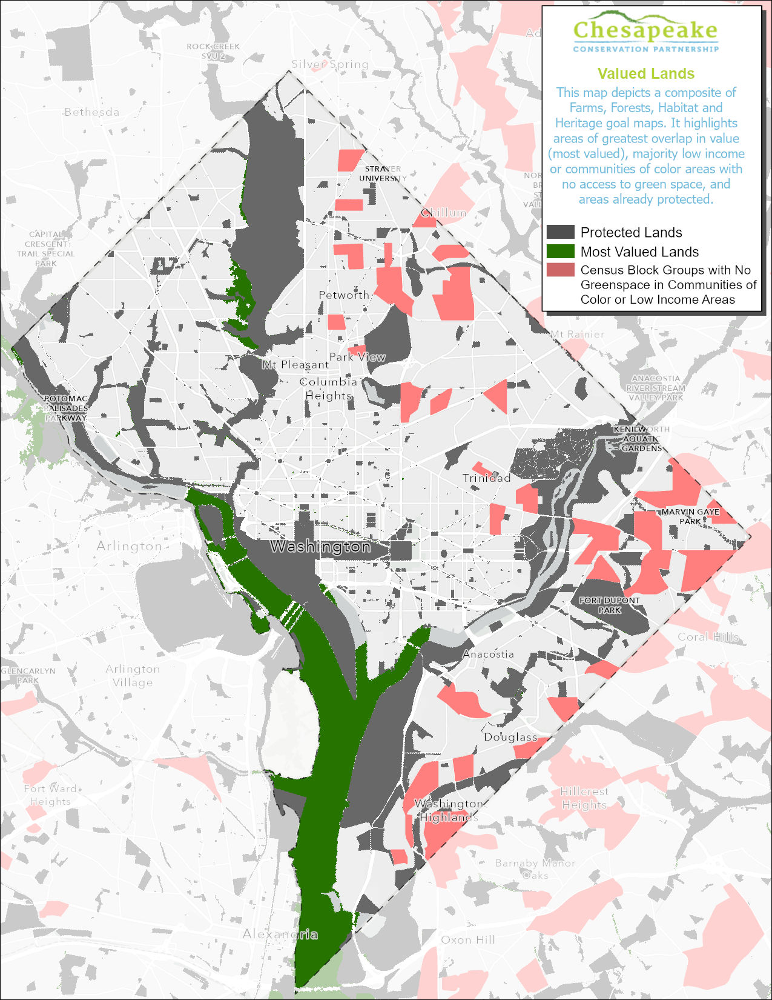 Chesapeake
CONSERVATION PARTNERSHIP
Valued Lands
This map depicts a composite of
Farms, Forests, Habitat and
Heritage goal maps. It highlights
areas of greatest overlap in value
(most valued), majority low income
or communities of color areas with
no access to green space, and
areas already protected.
Protected Lands
Most Valued Lands
Census Block Groups with No
Greenspace in Communities of
Color or Low Income Areas
ROCK CREEK
SVU 2
Silver Spring
Bethesda
STRAYER
UNIVERSITY
Chillum
CAPITAL
CRESCENT
TRAIL SPECIAL
PARK
Petworth
Mt Rainier
Park View
Mt Pleasant
Columbia
Heights
ANACOSTIA
RIVER STREAM
VALLEY PARK
POTOMAC
PALISADES
PARKWAY
KENILWORTH
AQUATIC
GARDENS
Trinidad
MARVIN GAYE
PARK
Arlington
Washington
FORT DUPONT
PARK
Coral Hills
Anacostia
GLENCARLYN
PARK
Arlington
Village
Douglass
Fort Ward
Heights
Hillcrest
Heights
Washington
Highlands
Barnaby Manor
Oaks
Alexandria
Oxon Hill